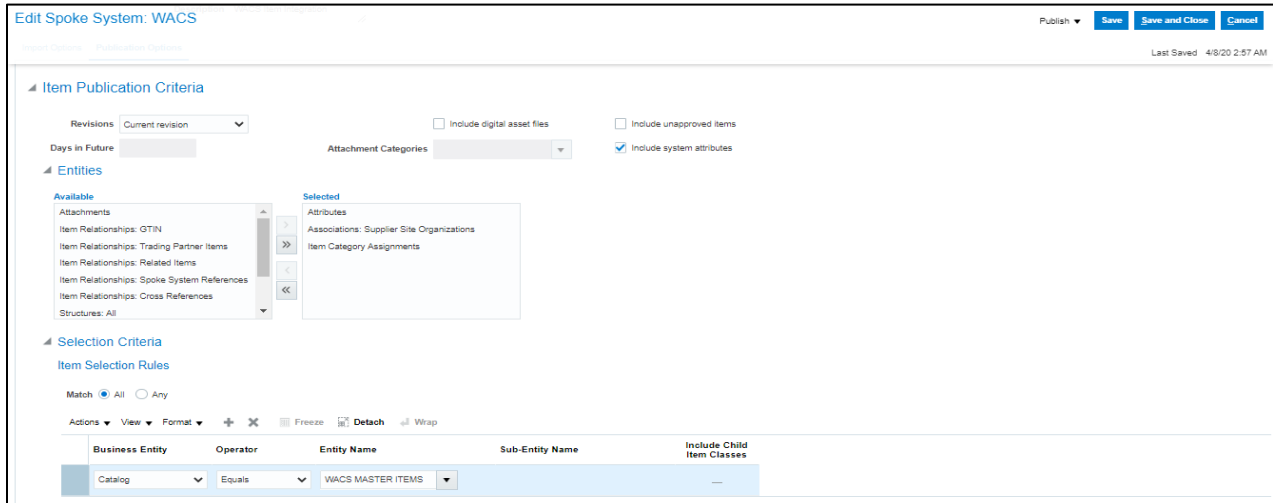 Edit Spoke System: WACS
Publish
Save
Save and Close
Cancel
Import Options Publication Options
Last Saved 4/8/20 2:57 AM
Item Publication Criteria
Revisions Current revision
Include digital asset files
Include unapproved items
Days in Future
Attachment Categories
Include system attributes
Entities
Available
Selected
Attachments
Item Relationships: GTIN
Item Relationships: Trading Partner Items
Item Relationships: Related Items
Item Relationships: Spoke System References
Item Relationships: Cross References
Structures: All
Attributes
Associations: Supplier Site Organizations
Item Category Assignments
Selection Criteria
Item Selection Rules
Match All Any
Actions View Format Freeze Detach Wrap
Business Entity Operator Entity Name Sub-Entity Name Include Child Item Classes
Catalog Equals WACS MASTER ITEMS